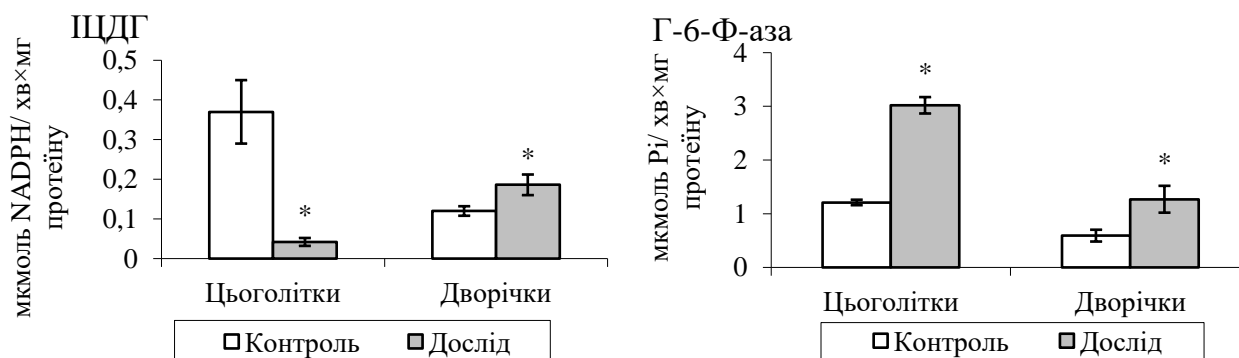 ІЦДГ
мкмоль NADPH/ хв×мг
протеїну
0,5
0,4
0,3
0,2
0,1
0
*
*
Цьоголітки
Дворічки
Контроль
Дослід
Г-6-Ф-аза
мкмоль Pi/ хв×мг
протеїну
4
3
2
1
0
*
*
Цьоголітки
Дворічки
Контроль
Дослід